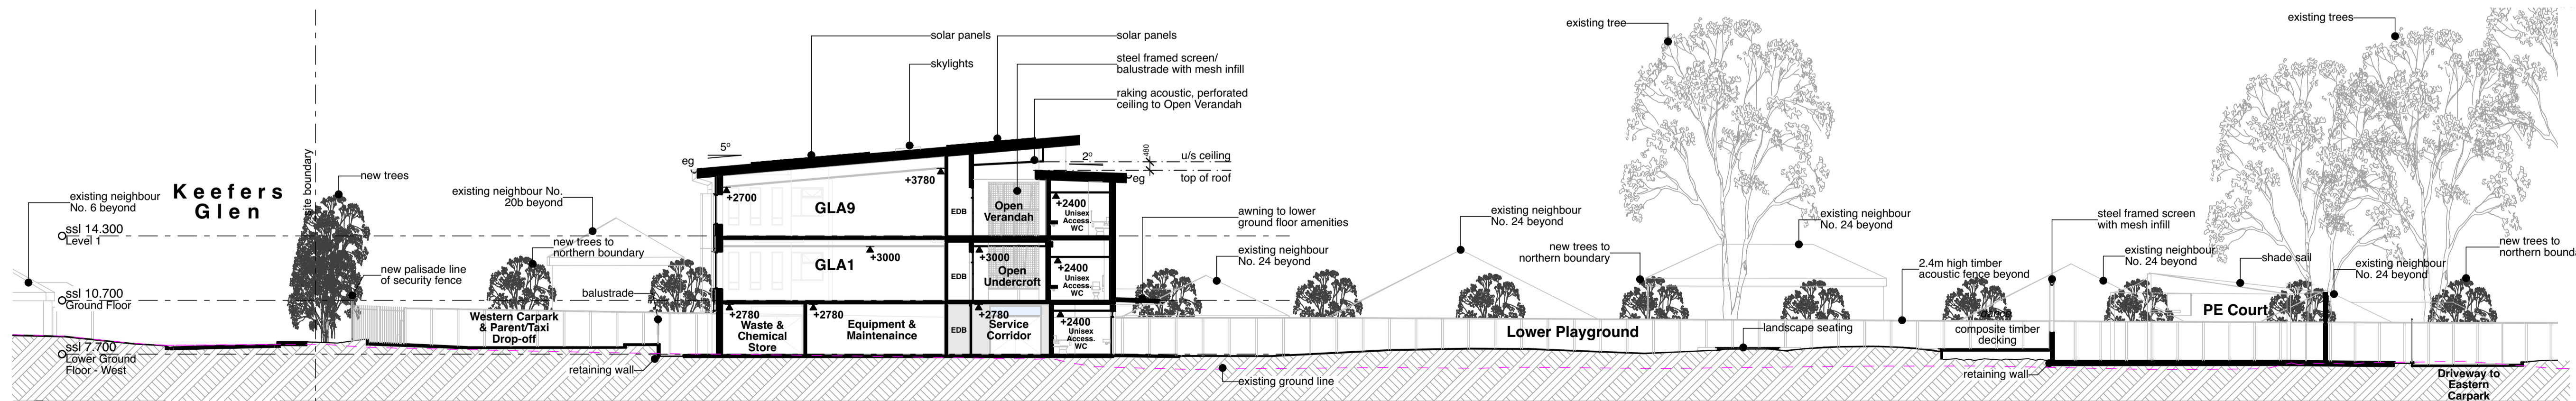 existing neighbour
No. 6 beyond
Keefers
Glen
ssl 14.300
Level 1
ssl 10.700
Ground Floor
ssl 7.700
Lower Ground
Floor - West
site boundary
new trees
new palisade line
of security fence
existing neighbour No.
20b beyond
new trees to
northern boundary
balustrade
Western Carpark
& Parent/Taxi
Drop-off
retaining wall
solar panels
skylights
solar panels
steel framed screen/
balustrade with mesh infill
raking acoustic, perforated
ceiling to Open Verandah
eg
5º
2º
480
u/s ceiling
top of roof
eg
+2700
+3780
GLA9
EDB
Open
Verandah
+2400
Unisex
Access.
WC
GLA1
+3000
EDB
+3000
Open
Undercroft
+2400
Unisex
Access.
WC
+2780
Waste &
Chemical
Store
+2780
Equipment &
Maintenaince
EDB
+2780
Service
Corridor
+2400
Unisex
Access.
WC
awning to lower
ground floor amenities
existing neighbour
No. 24 beyond
existing ground line
existing neighbour
No. 24 beyond
Lower Playground
new trees to
northern boundary
existing tree
existing neighbour
No. 24 beyond
landscape seating
2.4m high timber
acoustic fence beyond
composite timber
decking
retaining wall
steel framed screen
with mesh infill
existing neighbour
No. 24 beyond
shade sail
PE Court
existing neighbour
No. 24 beyond
existing trees
new trees to
northern bounda
Driveway to
Eastern
Carpark